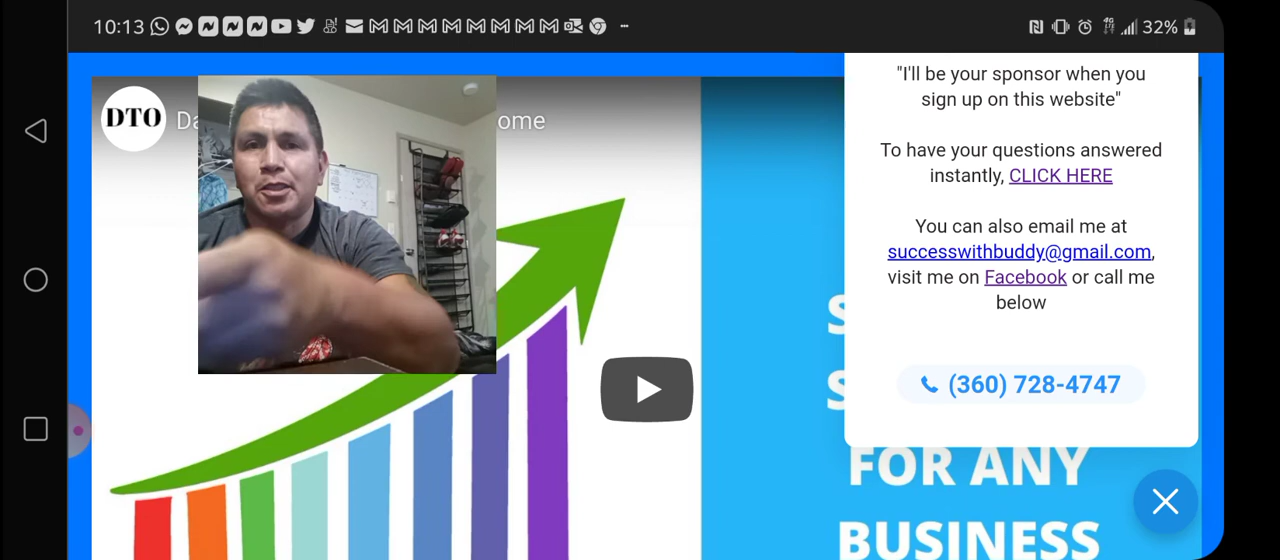 10:13
32%
DTO
ome
"I'll be your sponsor when you
sign up on this website"
To have your questions answered
instantly, CLICK HERE
You can also email me at
successwithbuddy@gmail.com,
visit me on Facebook or call me
below
(360) 728-4747
FOR ANY
BUSINESS